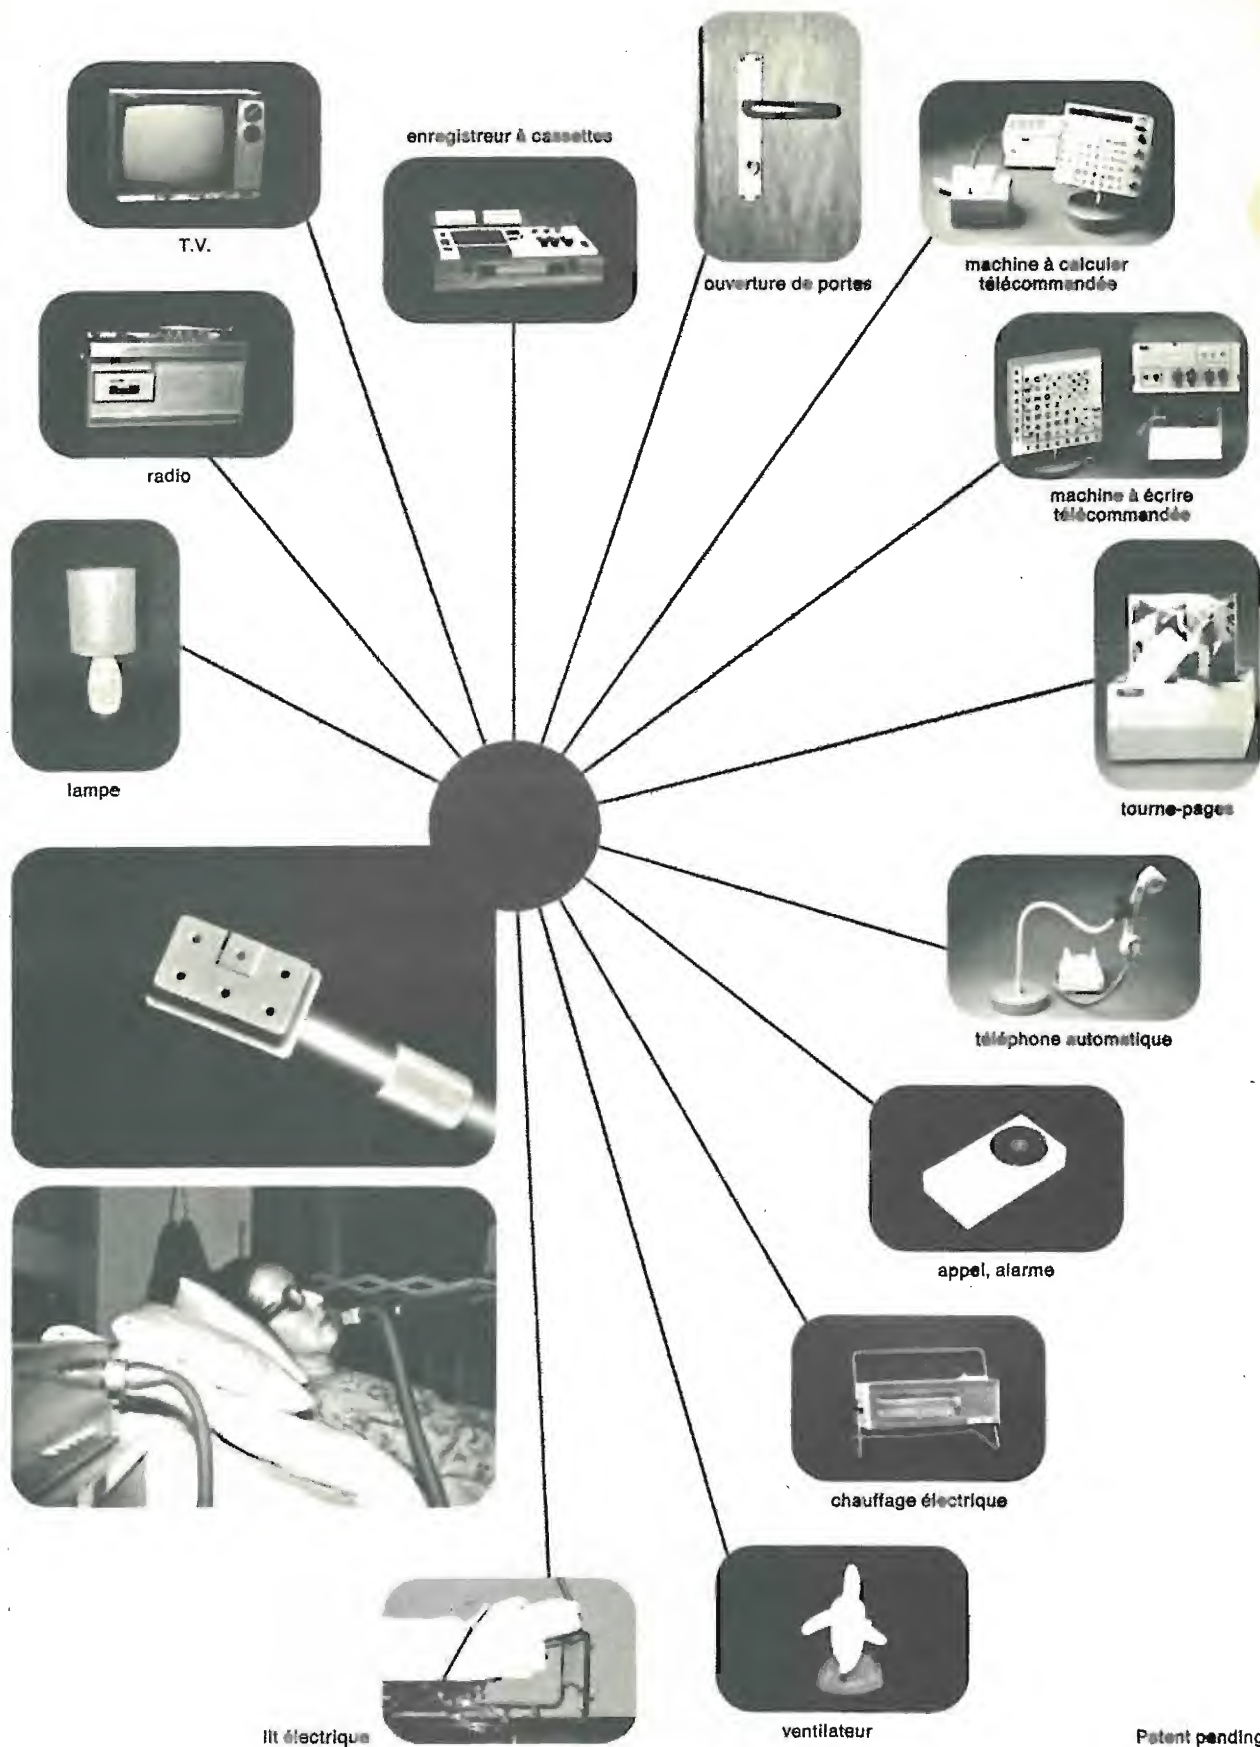 T.V.
enregistreur à cassettes
ouverture de portes
machine à calculer
télécommandée
radio
machine à écrire
télécommandée
lampe
tourne-pages
téléphone automatique
appel, alarme
chauffage électrique
ventilateur
lit électrique
Patent pending